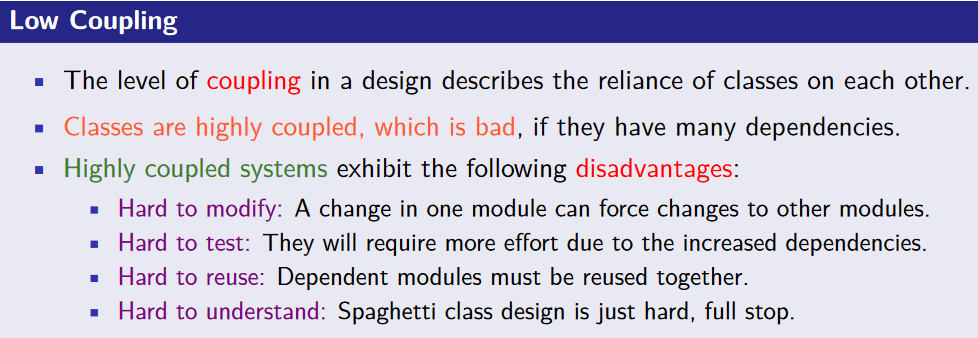 Low Coupling
The level of coupling in a design describes the reliance of classes on each other.
Classes are highly coupled, which is bad, if they have many dependencies.
Highly coupled systems exhibit the following disadvantages:
Hard to modify: A change in one module can force changes to other modules.
Hard to test: They will require more effort due to the increased dependencies.
Hard to reuse: Dependent modules must be reused together.
Hard to understand: Spaghetti class design is just hard, full stop.